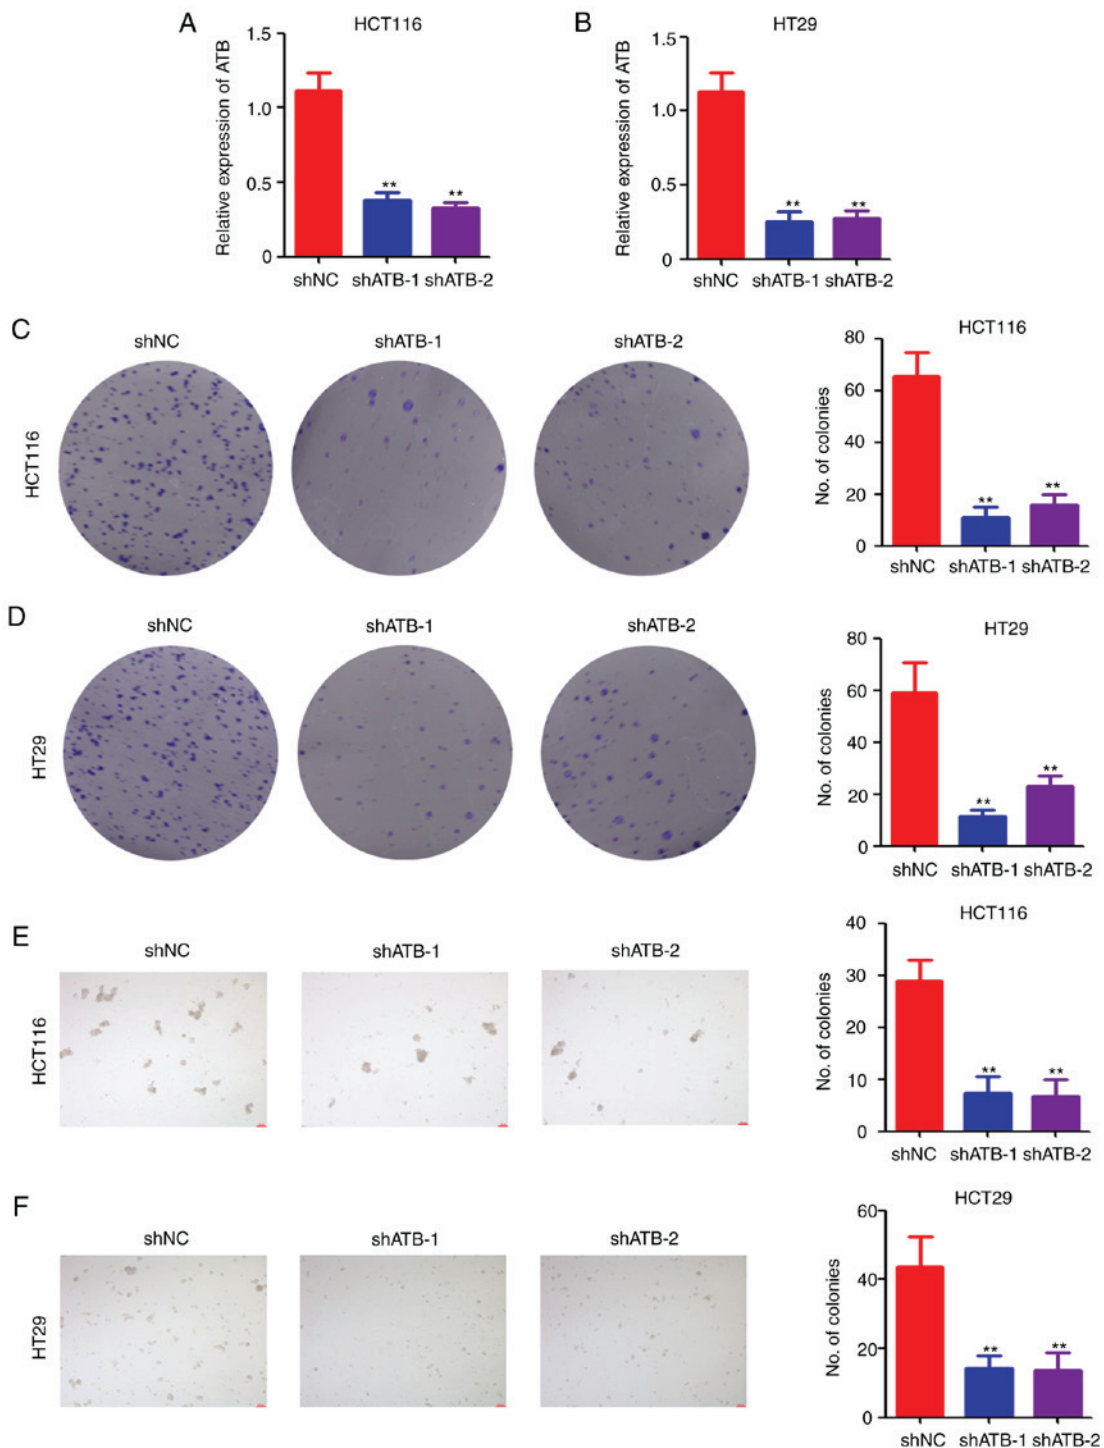 A
HCT116
Relative expression of ATB
1.5
1.0
0.5
0
**
**
shNC
shATB-1
shATB-2
B
HT29
Relative expression of ATB
1.5
1.0
0.5
0
**
**
shNC
shATB-1
shATB-2
C
shNC
shATB-1
shATB-2
HCT116
HCT116
No. of colonies
80
60
40
20
0
**
**
shNC
shATB-1
shATB-2
D
shNC
shATB-1
shATB-2
HT29
HT29
No. of colonies
80
60
40
20
0
**
**
shNC
shATB-1
shATB-2
E
shNC
shATB-1
shATB-2
HCT116
HCT116
No. of colonies
40
30
20
10
0
**
**
shNC
shATB-1
shATB-2
F
shNC
shATB-1
shATB-2
HT29
HCT29
No. of colonies
60
40
20
0
**
**
shNC
shATB-1
shATB-2